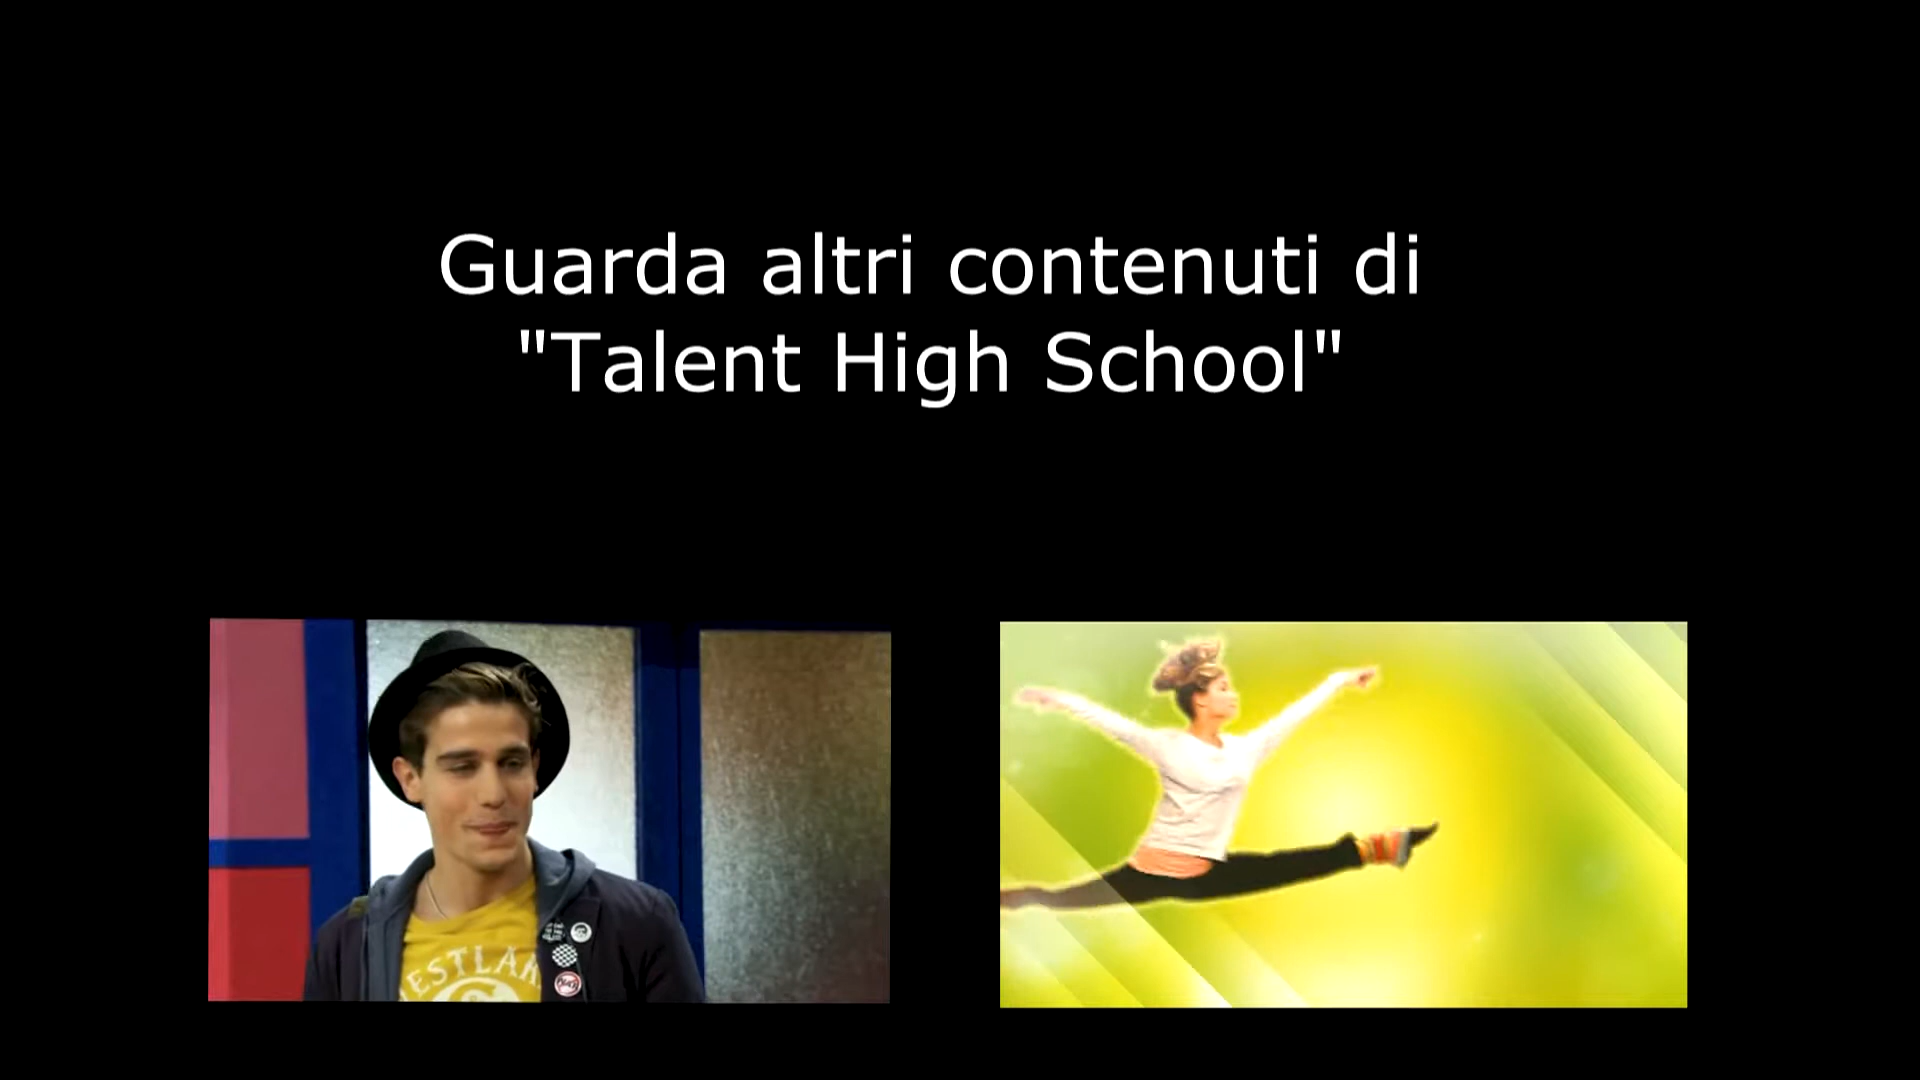 Guarda altri contenuti di
"Talent High School"